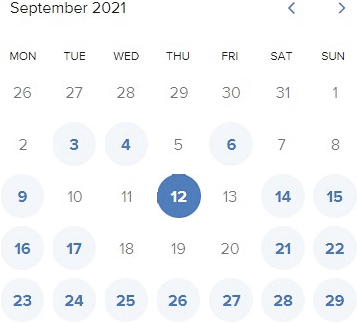 September 2021
MON TUE WED THU FRI SAT SUN
26 27 28 29 30 31 1
2 3 4 5 6 7 8
9 10 11 12 13 14 15
16 17 18 19 20 21 22
23 24 25 26 27 28 29